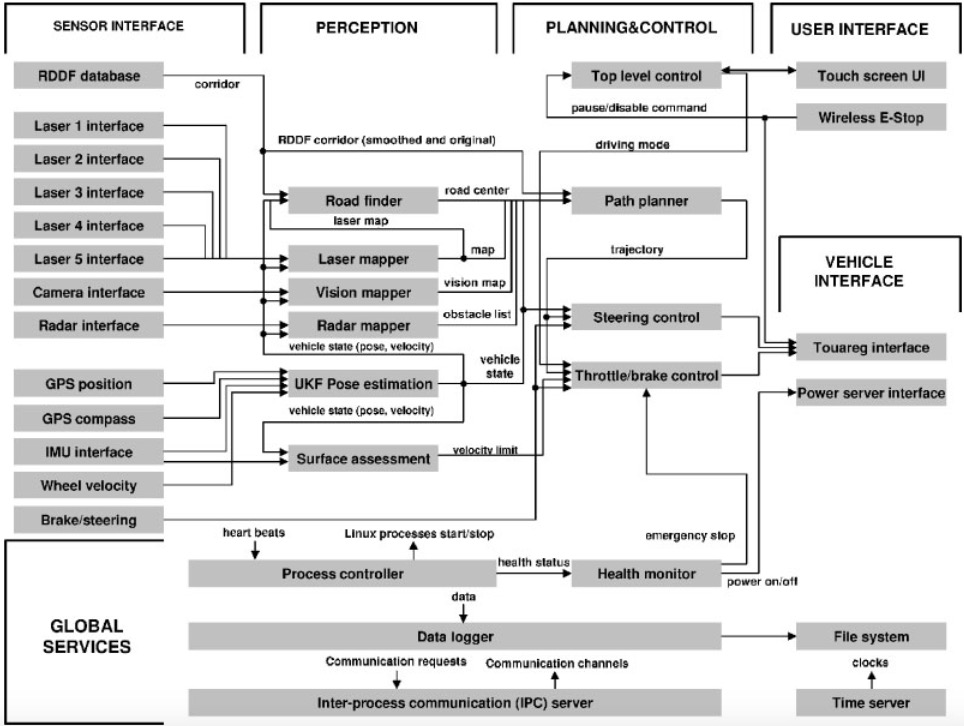 SENSOR INTERFACE
PERCEPTION
PLANNING&CONTROL
USER INTERFACE
RDDF database
corridor
Top level control
Touch screen UI
pause/disable command
Wireless E-Stop
Laser 1 interface
RDDF corridor (smoothed and original)
driving mode
Laser 2 interface
Laser 3 interface
Road finder
road center
Path planner
laser map
Laser 4 interface
map
trajectory
Laser 5 interface
Laser mapper
VEHICLE
INTERFACE
Camera interface
Vision mapper
vision map
Radar interface
Radar mapper
obstacle list
Steering control
vehicle state (pose, velocity)
vehicle
state
Touareg interface
GPS position
UKF Pose estimation
Throttle/brake control
Power server interface
vehicle state (pose, velocity)
GPS compass
IMU interface
Surface assessment
velocity limit
Wheel velocity
Brake/steering
heart beats
Linux processes start/stop
emergency stop
health status
Process controller
Health monitor
power on/off
data
GLOBAL
SERVICES
Data logger
File system
Communication requests
Communication channels
clocks
Inter-process communication (IPC) server
Time server